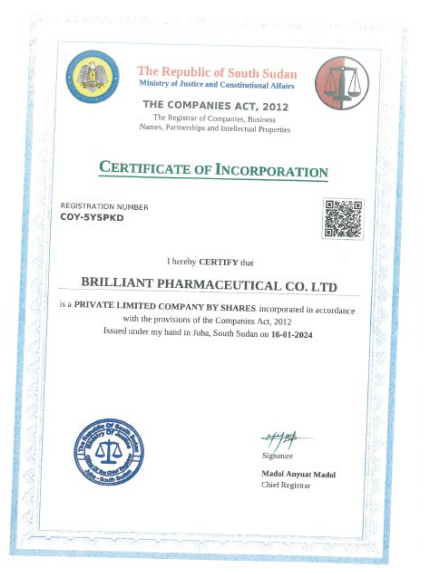 The Republic of South Sudan
Ministry of Justice and Constitutional Affairs
THE COMPANIES ACT, 2012
The Registrar of Companies, Business
Names, Partnerships and Intellectual Properties
CERTIFICATE OF INCORPORATION
REGISTRATION NUMBER
COY-5YSPKD
I hereby CERTIFY that
BRILLIANT PHARMACEUTICAL CO. LTD
is a PRIVATE LIMITED COMPANY BY SHARES incorporated in accordance
with the provisions of the Companies Act, 2012
Issued under my hand in Juba, South Sudan on 16-01-2024
The Republic Of South Sudan
Ministry Of Justice
Juba - South Sudan
Signature
Madol Anyuat Madol
Chief Registrar